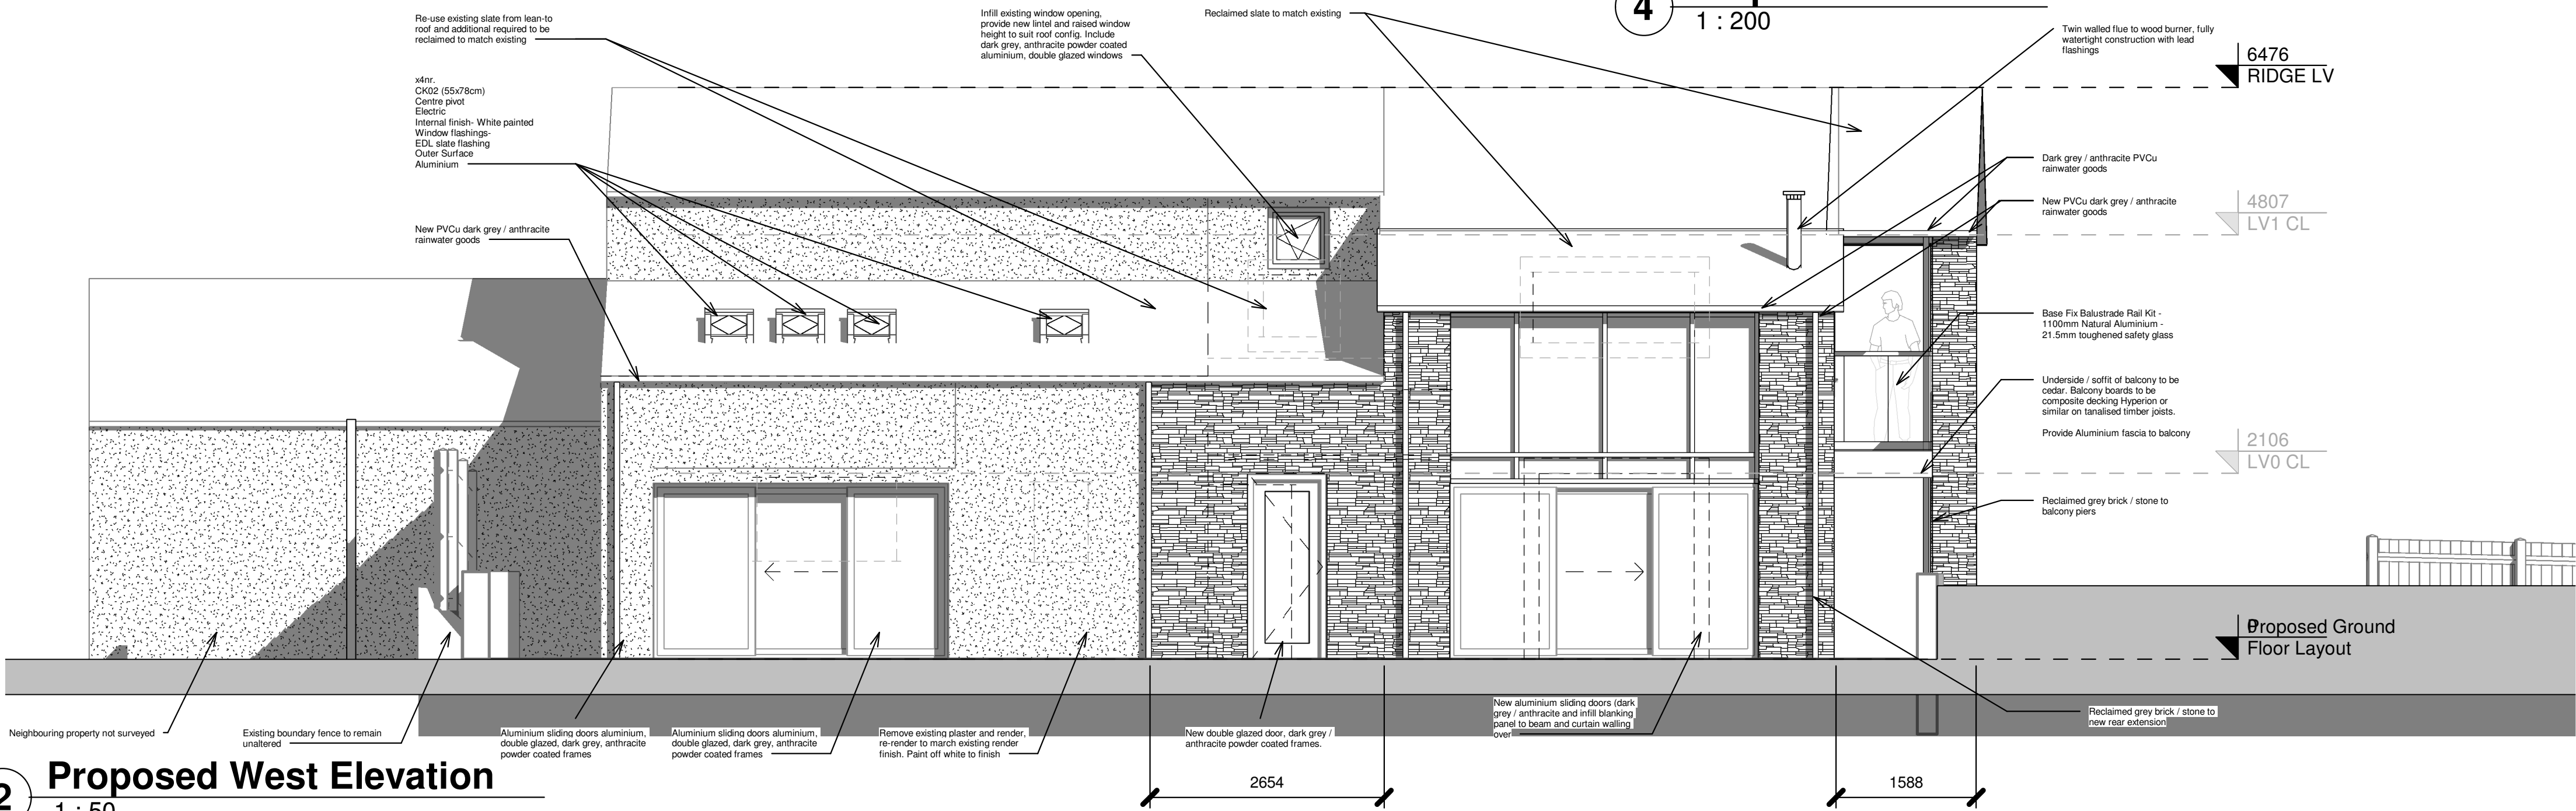 Re-use existing slate from lean-to
roof and additional required to be
reclaimed to match existing
x4nr.
CK02 (55x78cm)
Centre pivot
Electric
Internal finish- White painted
Window flashings-
EDL slate flashing
Outer Surface
Aluminium
New PVCu dark grey / anthracite
rainwater goods
Infill existing window opening,
provide new lintel and raised window
height to suit roof config. Include
dark grey, anthracite powder coated
aluminium, double glazed windows
Reclaimed slate to match existing
4
1 : 200
Twin walled flue to wood burner, fully
watertight construction with lead
flashings
6476
RIDGE LV
Dark grey / anthracite PVCu
rainwater goods
New PVCu dark grey / anthracite
rainwater goods
4807
LV1 CL
Base Fix Balustrade Rail Kit -
1100mm Natural Aluminium -
21.5mm toughened safety glass
Underside / soffit of balcony to be
cedar. Balcony boards to be
composite decking Hyperion or
similar on tanalised timber joists.
Provide Aluminium fascia to balcony
2106
LV0 CL
Reclaimed grey brick / stone to
balcony piers
0
Proposed Ground
Floor Layout
Neighbouring property not surveyed
Existing boundary fence to remain
unaltered
Aluminium sliding doors aluminium,
double glazed, dark grey, anthracite
powder coated frames
Aluminium sliding doors aluminium,
double glazed, dark grey, anthracite
powder coated frames
Remove existing plaster and render,
re-render to march existing render
finish. Paint off white to finish
New double glazed door, dark grey /
anthracite powder coated frames.
New aluminium sliding doors (dark
grey / anthracite and infill blanking
panel to beam and curtain walling
over
Reclaimed grey brick / stone to
new rear extension
2654
1588
2
Proposed West Elevation
1 : 50